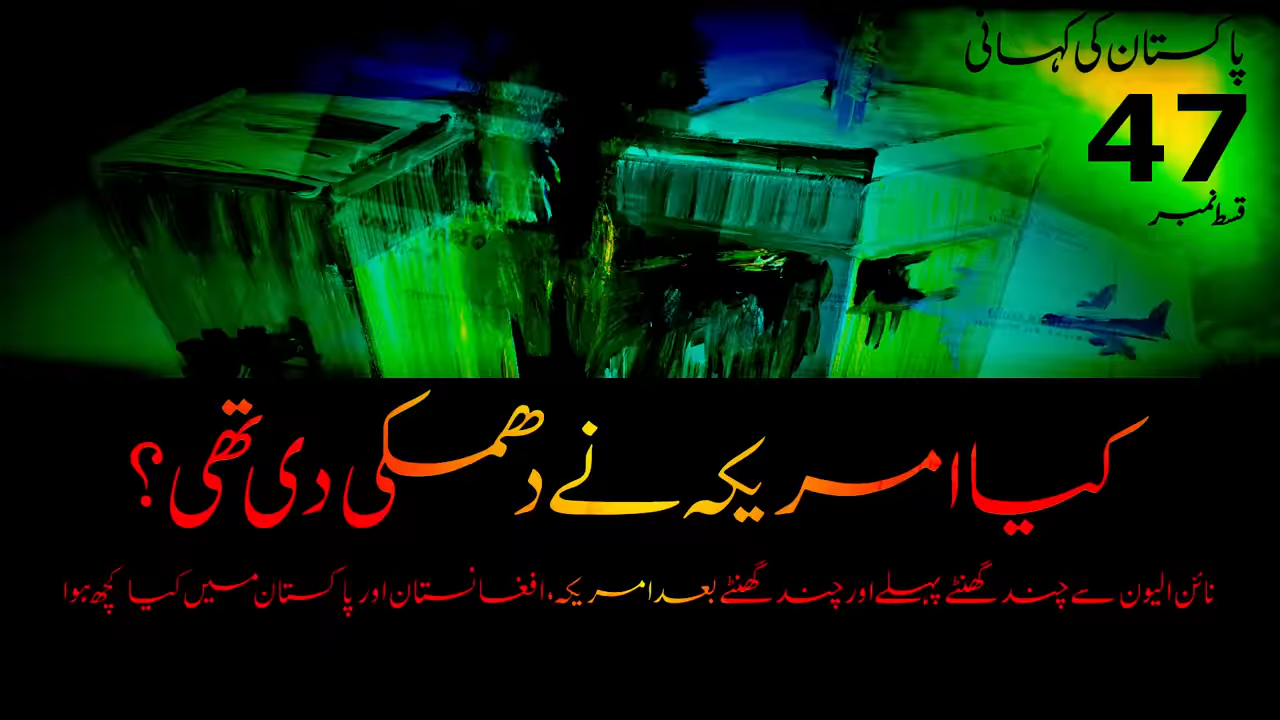 پاکستان کی کہانی
47
قسط نمبر
کیا امریکہ نے دھمکی دی تھی؟
نائن الیون سے چند گھنٹے پہلے اور چند گھنٹے بعد امریکہ، افغانستان اور پاکستان میں کیا کچھ ہوا